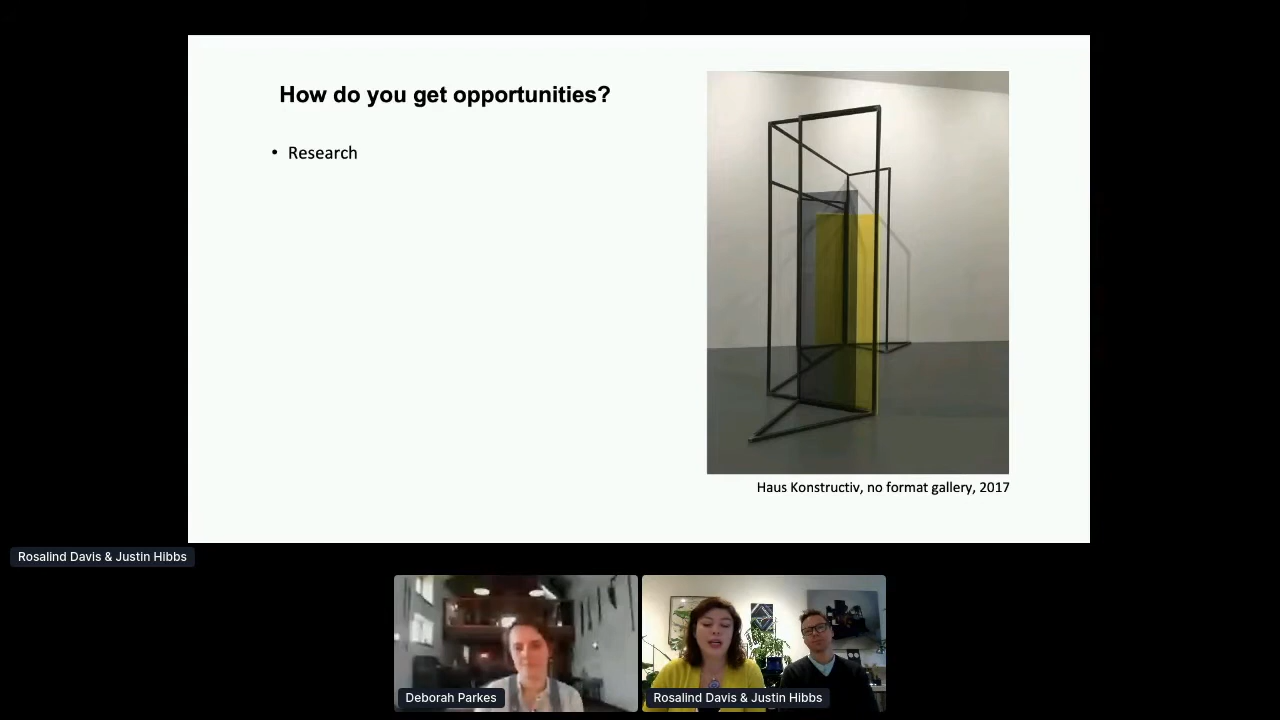 How do you get opportunities?
• Research
Haus Konstructiv, no format gallery, 2017
Rosalind Davis & Justin Hibbs
Deborah Parkes
Rosalind Davis & Justin Hibbs